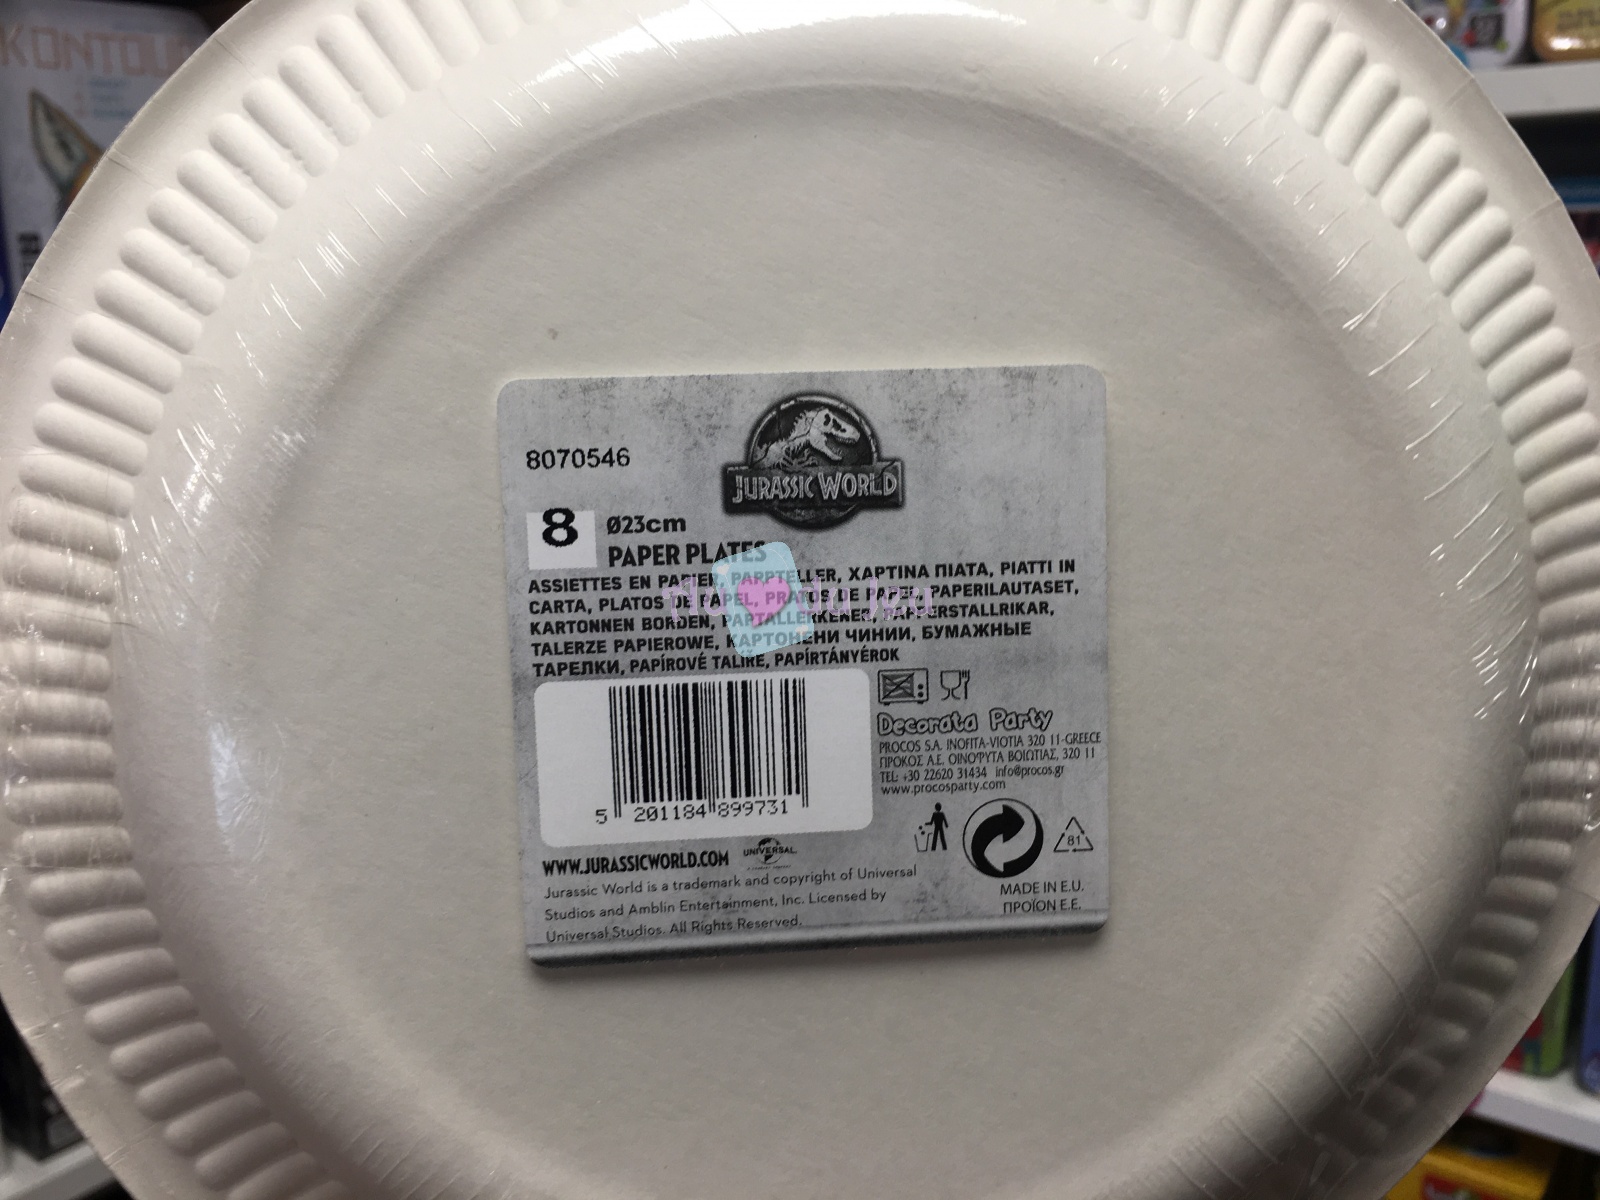 KONTOU
8070546
JURASSIC WORLD
8 Ø23cm
PAPER PLATES
ASSIETTES EN PAPIER, PAPPTELLER, ΧΑΡΤΙΝΑ ΠΙΑΤΑ, PIATTI IN
CARTA, PLATOS DE PAPEL, PRATOS DE PAPEL, PAPERILAUTASET,
KARTONNEN BORDEN, PAPTALLERKENER, PAPPERSTALLRIKAR,
TALERZE PAPIEROWE, КАРТОНЕНИ ЧИНИИ, БУМАЖНЫЕ
ТАРЕЛКИ, PAPÍROVÉ TALÍŘE, PAPÍRTÁNYÉROK
Decorata Party
PROCOS S.A. INOFITA-VIOTIA 320 11-GREECE
ΠΡΟΚΟΣ Α.Ε. ΟΙΝΟΦΥΤΑ ΒΟΙΩΤΙΑΣ, 320 11
TEL: +30 22620 31434 info@procos.gr
www.procosparty.com
5 201184 899731
81
WWW.JURASSICWORLD.COM UNIVERSAL
Jurassic World is a trademark and copyright of Universal
Studios and Amblin Entertainment, Inc. Licensed by
Universal Studios. All Rights Reserved.
MADE IN E.U.
ΠΡΟΪΟΝ Ε.Ε.